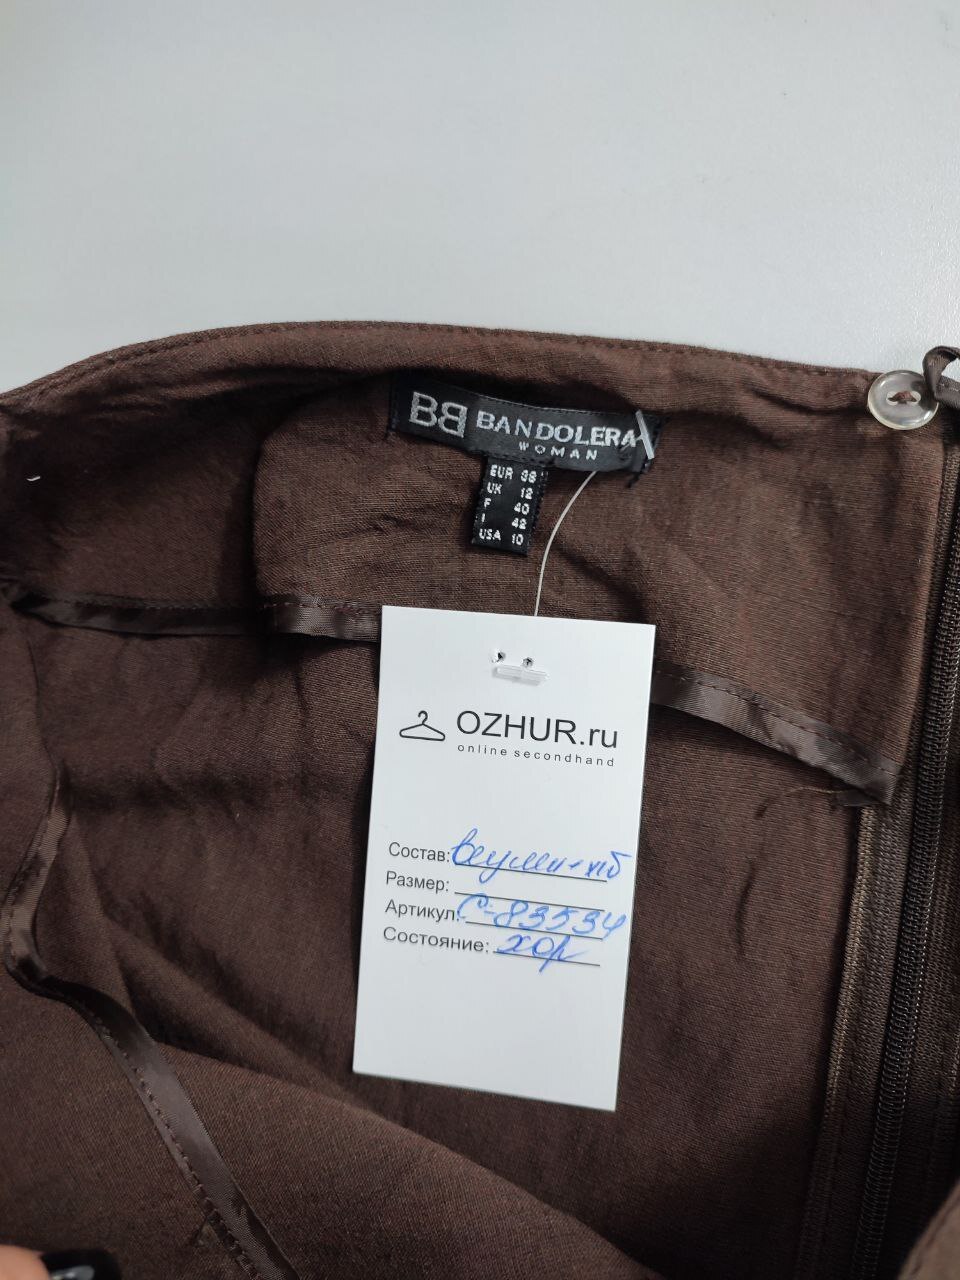 BB BANDOLERA
WOMAN
EUR 38
UK 12
F 40
I 42
USA 10
OZHUR.ru
online secondhand
Состав:
Размер:
Артикул: С-83534
Состояние: хор